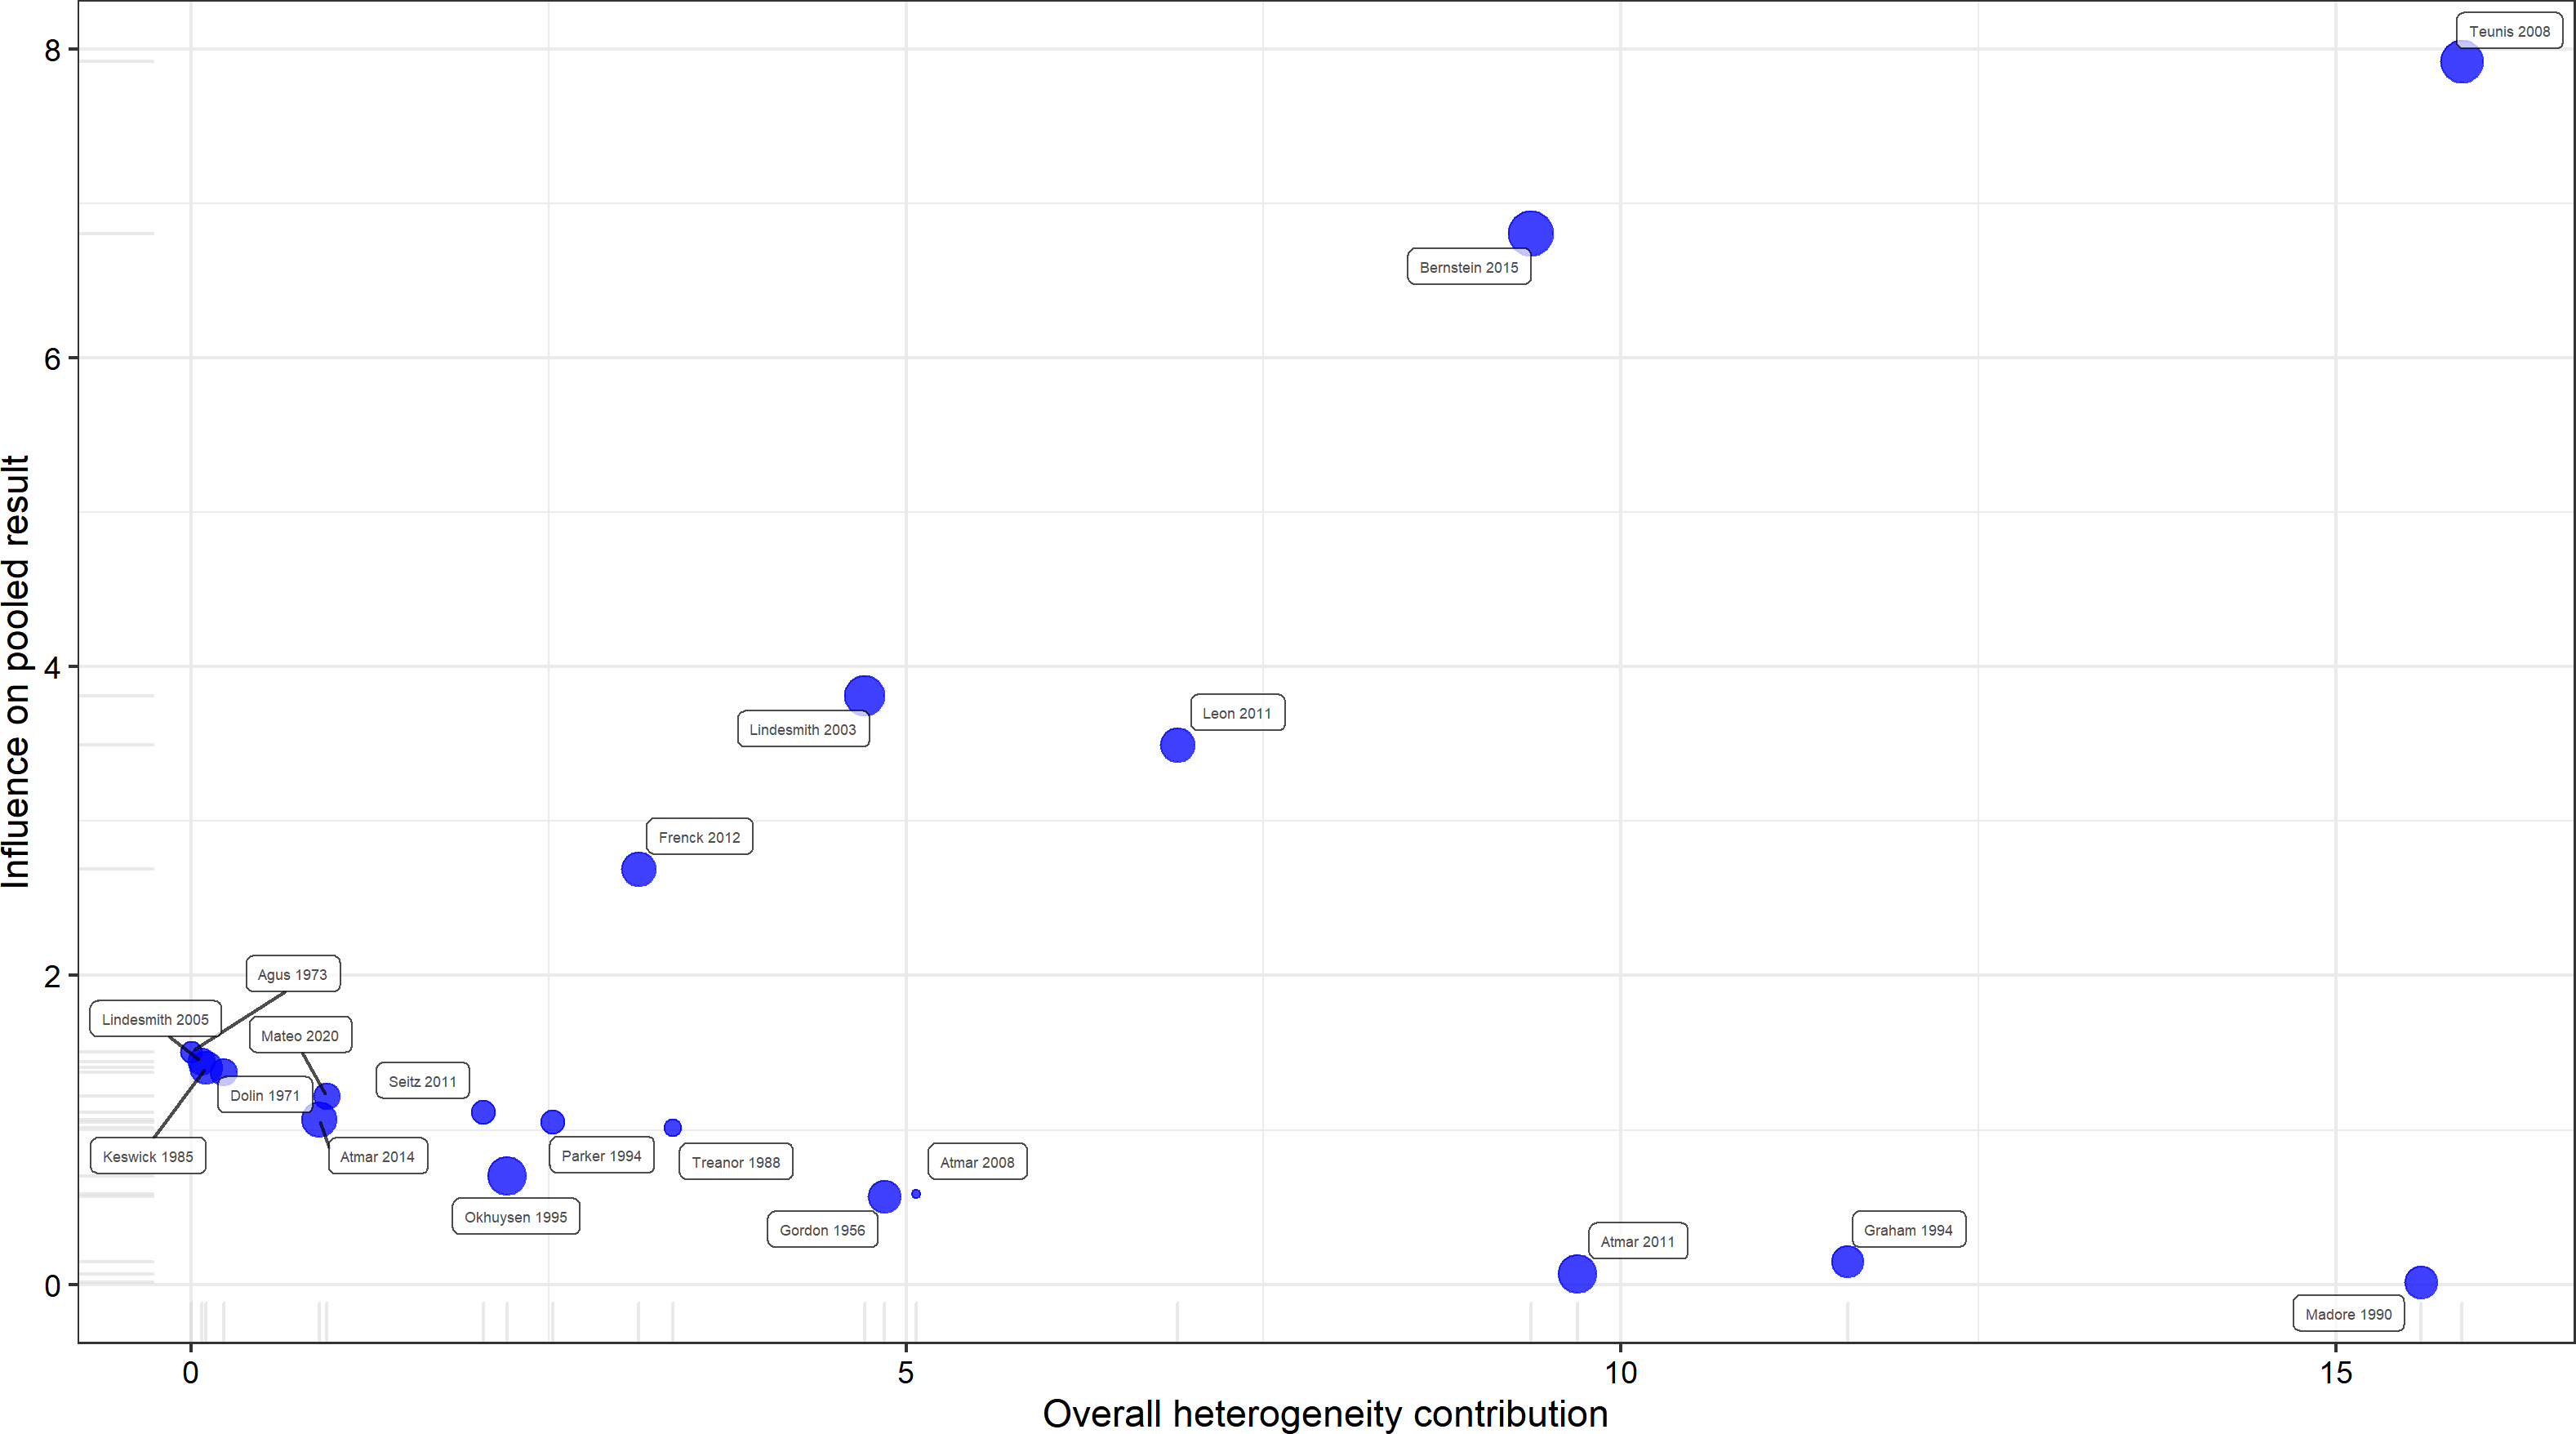 Influence on pooled result
8
6
4
2
0
Teunis 2008
Bernstein 2015
Lindesmith 2003
Leon 2011
Frenck 2012
Agus 1973
Lindesmith 2005
Mateo 2020
Seitz 2011
Dolin 1971
Keswick 1985
Atmar 2014
Parker 1994
Treanor 1988
Atmar 2008
Okhuysen 1995
Gordon 1956
Atmar 2011
Graham 1994
Madore 1990
0
5
10
15
Overall heterogeneity contribution